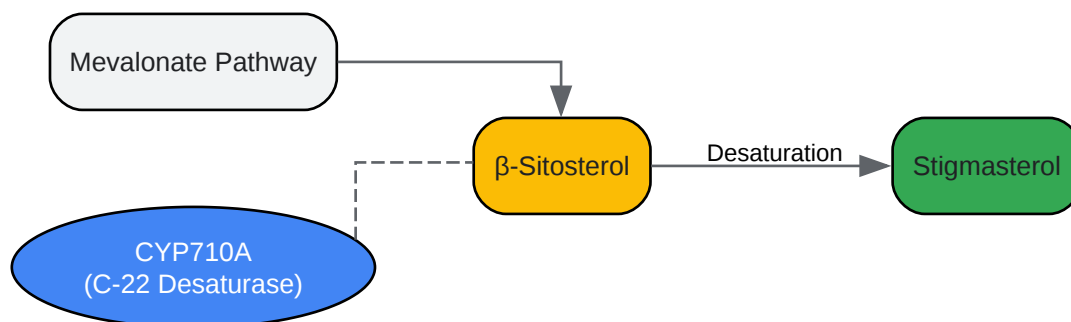 Mevalonate Pathway
β-Sitosterol
Desaturation
Stigmasterol
CYP710A
(C-22 Desaturase)